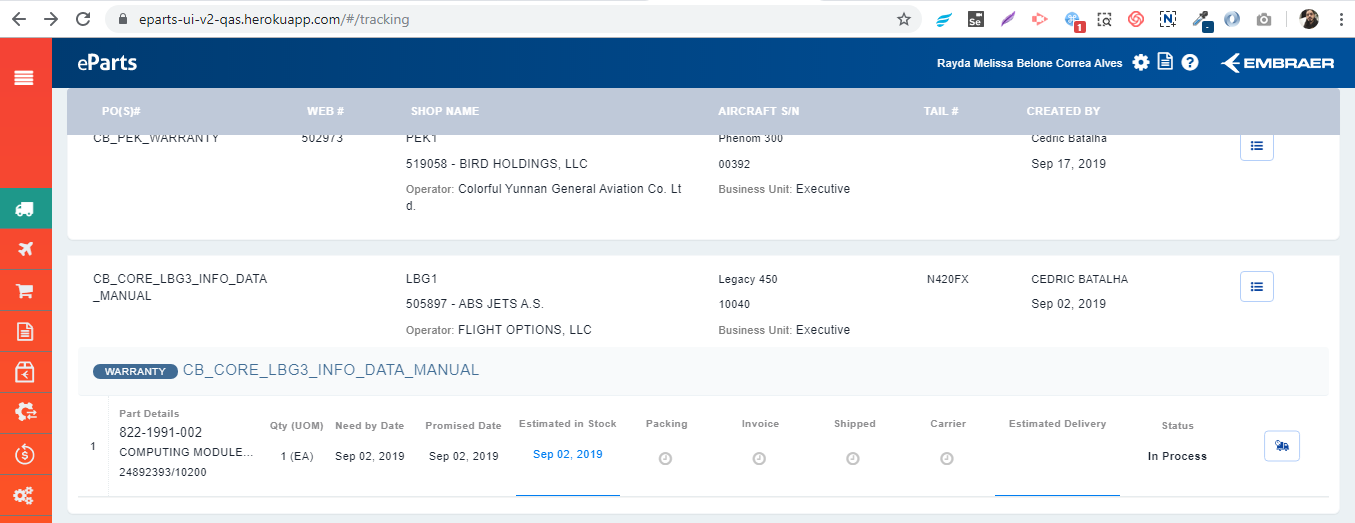 eparts-ui-v2-qas.herokuapp.com/#/tracking
Se
1
N
-
eParts
Rayda Melissa Belone Correa Alves
?
EMBRAER
PO(S)# WEB # SHOP NAME AIRCRAFT S/N TAIL # CREATED BY
CB_PEK_WARRANTY 502973 PEK1 Phenom 300 Cedric Batalha
519058 - BIRD HOLDINGS, LLC 00392 Sep 17, 2019
Operator: Colorful Yunnan General Aviation Co. Lt Business Unit: Executive
d.
CB_CORE_LBG3_INFO_DATA LBG1 Legacy 450 N420FX CEDRIC BATALHA
_MANUAL
505897 - ABS JETS A.S. 10040 Sep 02, 2019
Operator: FLIGHT OPTIONS, LLC Business Unit: Executive
WARRANTY CB_CORE_LBG3_INFO_DATA_MANUAL
Part Details Qty (UOM) Need by Date Promised Date Estimated in Stock Packing Invoice Shipped Carrier Estimated Delivery Status
822-1991-002
1 COMPUTING MODULE... 1 (EA) Sep 02, 2019 Sep 02, 2019 Sep 02, 2019 In Process
24892393/10200